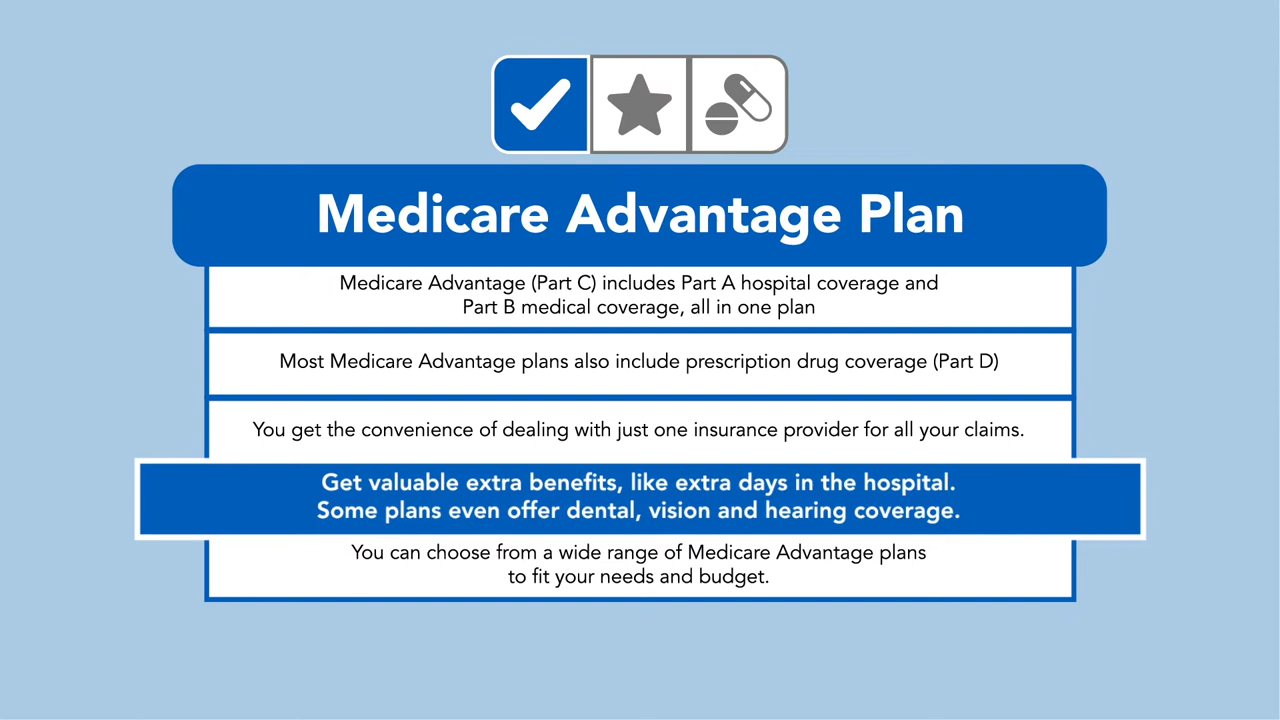 Medicare Advantage Plan
Medicare Advantage (Part C) includes Part A hospital coverage and
Part B medical coverage, all in one plan
Most Medicare Advantage plans also include prescription drug coverage (Part D)
You get the convenience of dealing with just one insurance provider for all your claims.
Get valuable extra benefits, like extra days in the hospital.
Some plans even offer dental, vision and hearing coverage.
You can choose from a wide range of Medicare Advantage plans
to fit your needs and budget.